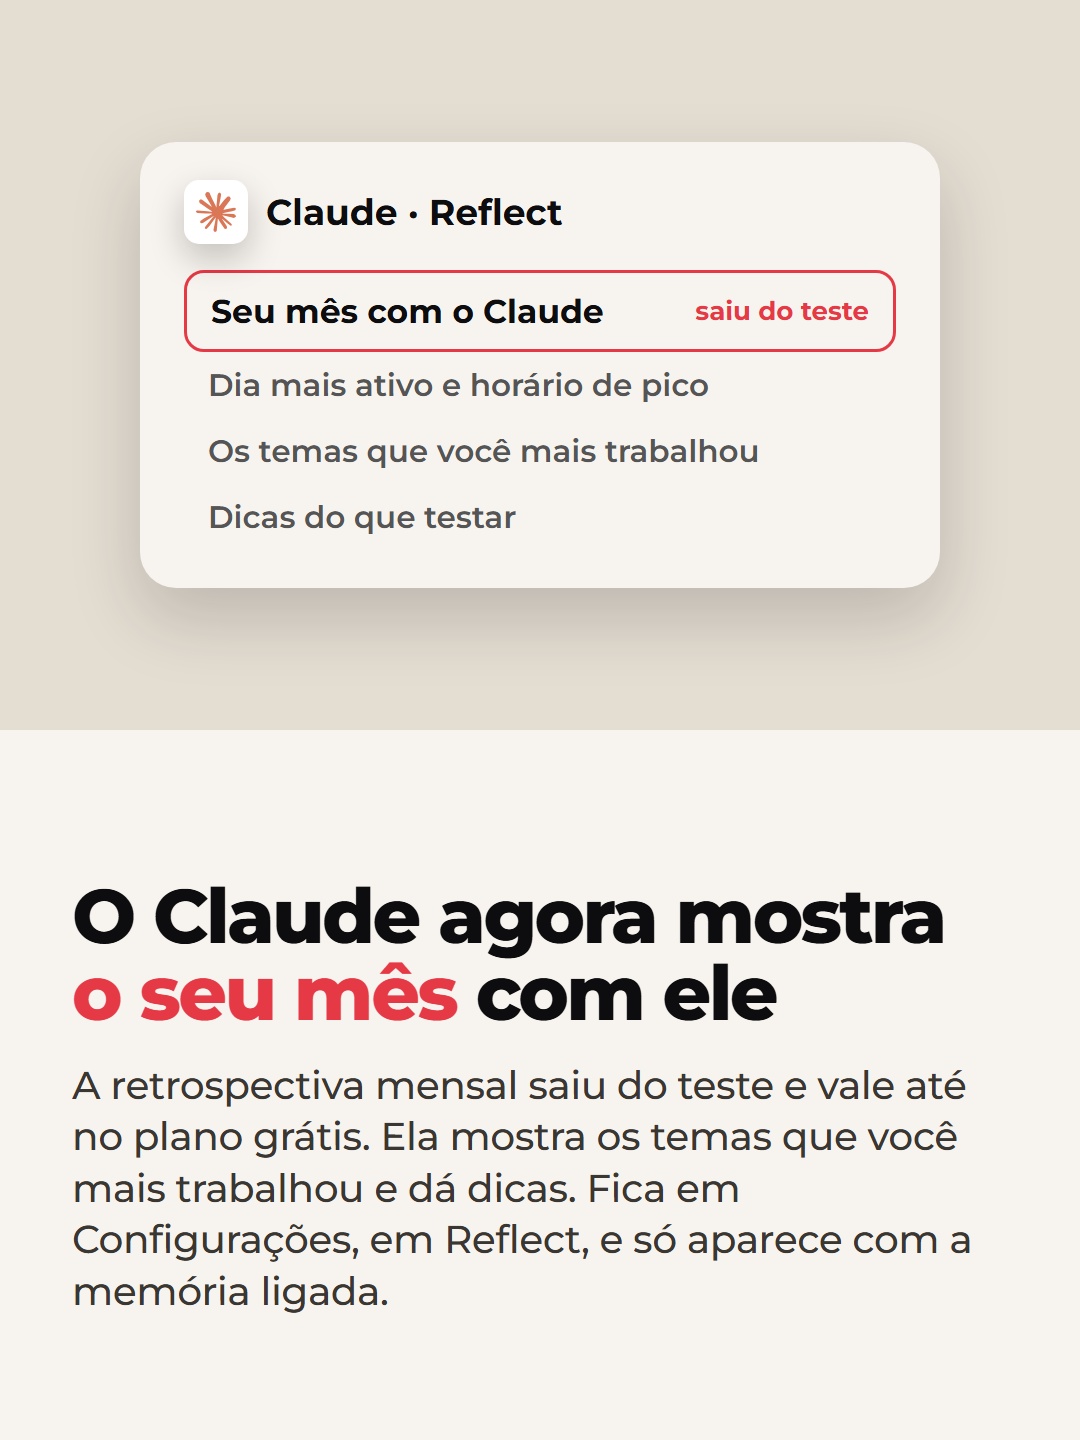 Claude · Reflect
Seu mês com o Claude saiu do teste
Dia mais ativo e horário de pico
Os temas que você mais trabalhou
Dicas do que testar
O Claude agora mostra
o seu mês com ele
A retrospectiva mensal saiu do teste e vale até
no plano grátis. Ela mostra os temas que você
mais trabalhou e dá dicas. Fica em
Configurações, em Reflect, e só aparece com a
memória ligada.